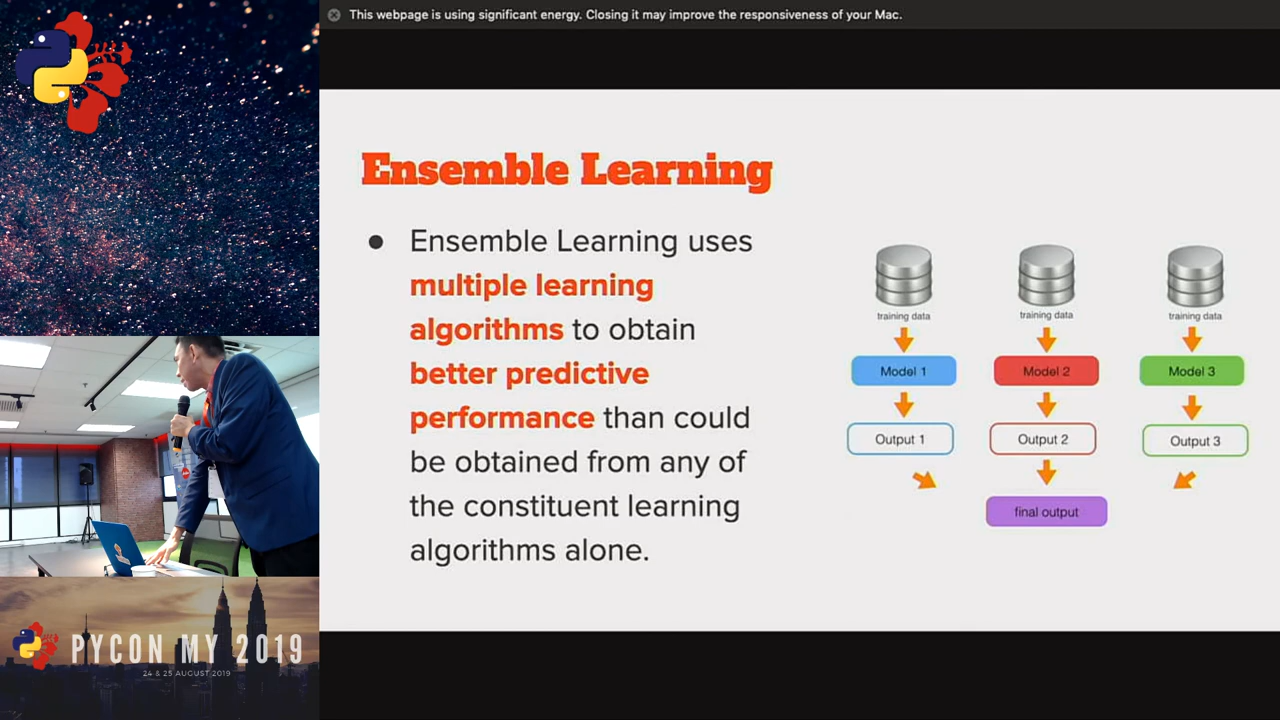 This webpage is using significant energy. Closing it may improve the responsiveness of your Mac.
Ensemble Learning
● Ensemble Learning uses
multiple learning
algorithms to obtain
better predictive
performance than could
be obtained from any of
the constituent learning
algorithms alone.
training data
training data
training data
Model 1
Model 2
Model 3
Output 1
Output 2
Output 3
final output
PYCON MY 2019
24 & 25 AUGUST 2019